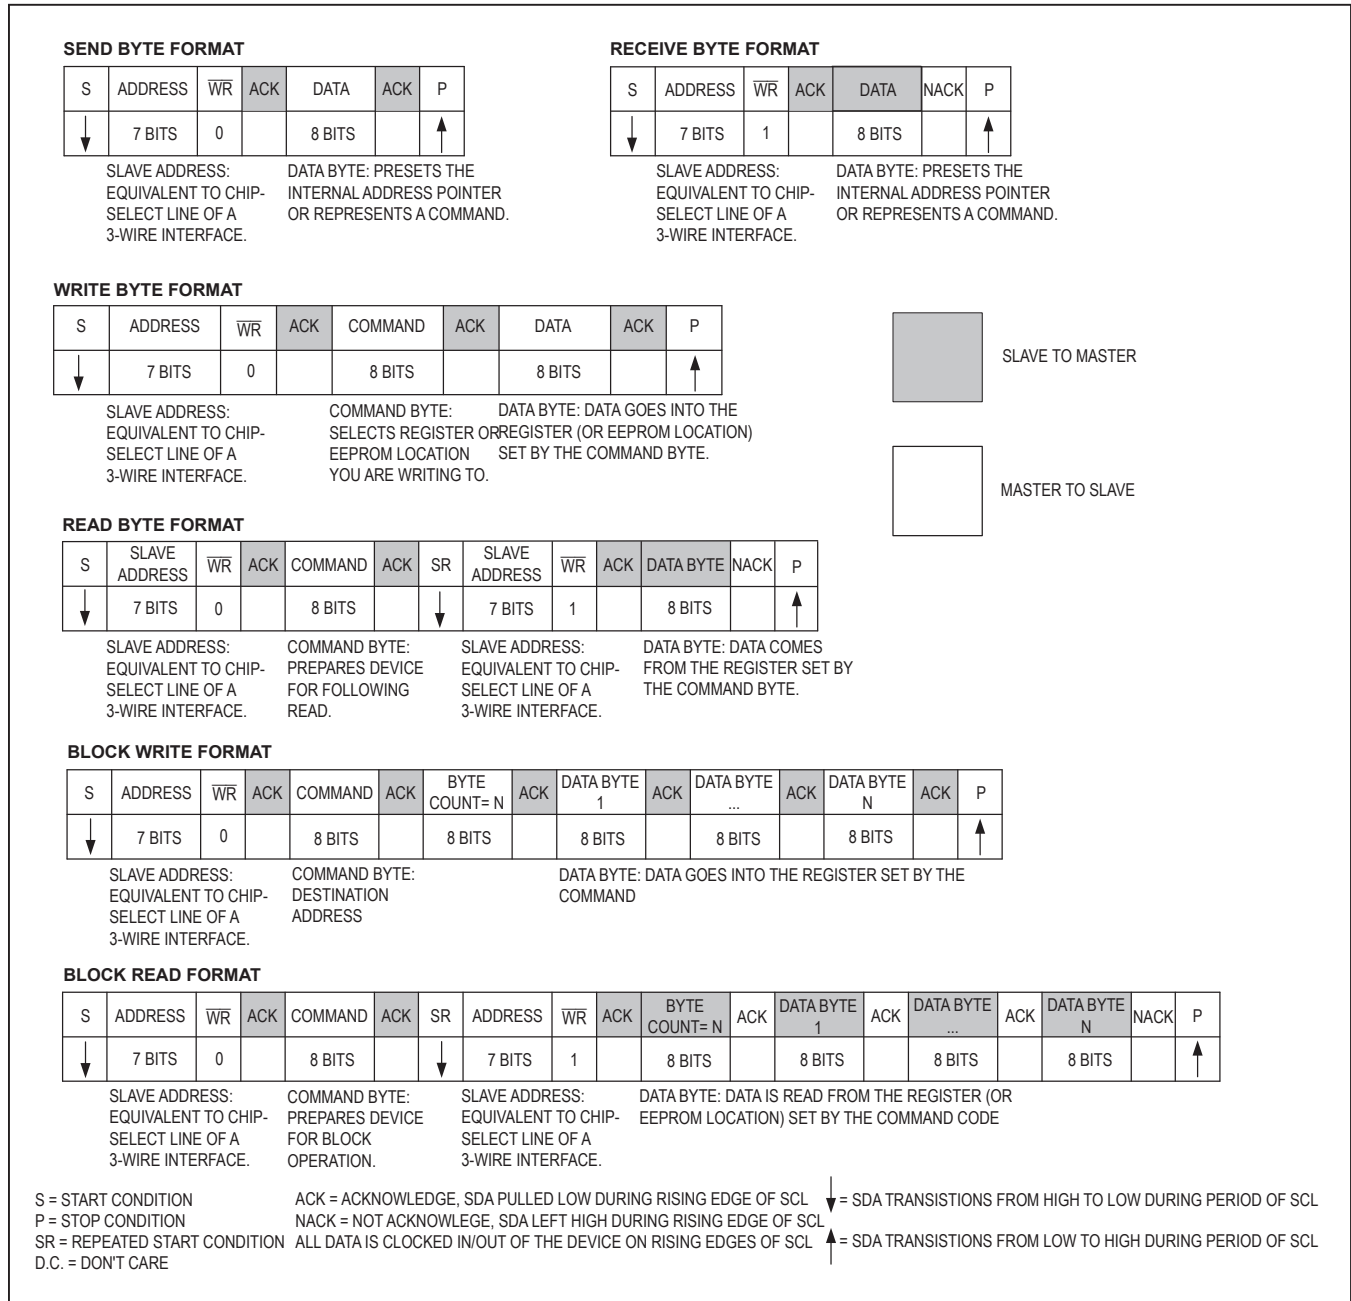 SEND BYTE FORMAT
S ADDRESS WR ACK DATA ACK P
7 BITS 0 8 BITS
SLAVE ADDRESS:
EQUIVALENT TO CHIP-
SELECT LINE OF A
3-WIRE INTERFACE.
DATA BYTE: PRESETS THE
INTERNAL ADDRESS POINTER
OR REPRESENTS A COMMAND.
RECEIVE BYTE FORMAT
S ADDRESS WR ACK DATA NACK P
7 BITS 1 8 BITS
SLAVE ADDRESS:
EQUIVALENT TO CHIP-
SELECT LINE OF A
3-WIRE INTERFACE.
DATA BYTE: PRESETS THE
INTERNAL ADDRESS POINTER
OR REPRESENTS A COMMAND.
WRITE BYTE FORMAT
S ADDRESS WR ACK COMMAND ACK DATA ACK P
7 BITS 0 8 BITS 8 BITS
SLAVE ADDRESS:
EQUIVALENT TO CHIP-
SELECT LINE OF A
3-WIRE INTERFACE.
COMMAND BYTE:
SELECTS REGISTER OR
EEPROM LOCATION
YOU ARE WRITING TO.
DATA BYTE: DATA GOES INTO THE
REGISTER (OR EEPROM LOCATION)
SET BY THE COMMAND BYTE.
SLAVE TO MASTER
MASTER TO SLAVE
READ BYTE FORMAT
S SLAVE ADDRESS WR ACK COMMAND ACK SR SLAVE ADDRESS WR ACK DATA BYTE NACK P
7 BITS 0 8 BITS 7 BITS 1 8 BITS
SLAVE ADDRESS:
EQUIVALENT TO CHIP-
SELECT LINE OF A
3-WIRE INTERFACE.
COMMAND BYTE:
PREPARES DEVICE
FOR FOLLOWING
READ.
SLAVE ADDRESS:
EQUIVALENT TO CHIP-
SELECT LINE OF A
3-WIRE INTERFACE.
DATA BYTE: DATA COMES
FROM THE REGISTER SET BY
THE COMMAND BYTE.
BLOCK WRITE FORMAT
S ADDRESS WR ACK COMMAND ACK BYTE COUNT= N ACK DATA BYTE 1 ACK DATA BYTE ... ACK DATA BYTE N ACK P
7 BITS 0 8 BITS 8 BITS 8 BITS 8 BITS 8 BITS
SLAVE ADDRESS:
EQUIVALENT TO CHIP-
SELECT LINE OF A
3-WIRE INTERFACE.
COMMAND BYTE:
DESTINATION
ADDRESS
DATA BYTE: DATA GOES INTO THE REGISTER SET BY THE
COMMAND
BLOCK READ FORMAT
S ADDRESS WR ACK COMMAND ACK SR ADDRESS WR ACK BYTE COUNT= N ACK DATA BYTE 1 ACK DATA BYTE ... ACK DATA BYTE N NACK P
7 BITS 0 8 BITS 7 BITS 1 8 BITS 8 BITS 8 BITS 8 BITS
SLAVE ADDRESS:
EQUIVALENT TO CHIP-
SELECT LINE OF A
3-WIRE INTERFACE.
COMMAND BYTE:
PREPARES DEVICE
FOR BLOCK
OPERATION.
SLAVE ADDRESS:
EQUIVALENT TO CHIP-
SELECT LINE OF A
3-WIRE INTERFACE.
DATA BYTE: DATA IS READ FROM THE REGISTER (OR
EEPROM LOCATION) SET BY THE COMMAND CODE
S = START CONDITION
P = STOP CONDITION
SR = REPEATED START CONDITION
D.C. = DON'T CARE
ACK = ACKNOWLEDGE, SDA PULLED LOW DURING RISING EDGE OF SCL
NACK = NOT ACKNOWLEGE, SDA LEFT HIGH DURING RISING EDGE OF SCL
ALL DATA IS CLOCKED IN/OUT OF THE DEVICE ON RISING EDGES OF SCL
= SDA TRANSISTIONS FROM HIGH TO LOW DURING PERIOD OF SCL
= SDA TRANSISTIONS FROM LOW TO HIGH DURING PERIOD OF SCL